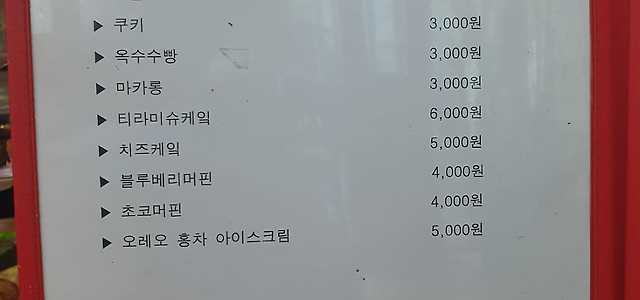 ▶ 쿠키 3,000원
▶ 옥수수빵 3,000원
▶ 마카롱 3,000원
▶ 티라미슈케잌 6,000원
▶ 치즈케잌 5,000원
▶ 블루베리머핀 4,000원
▶ 초코머핀 4,000원
▶ 오레오 홍차 아이스크림 5,000원